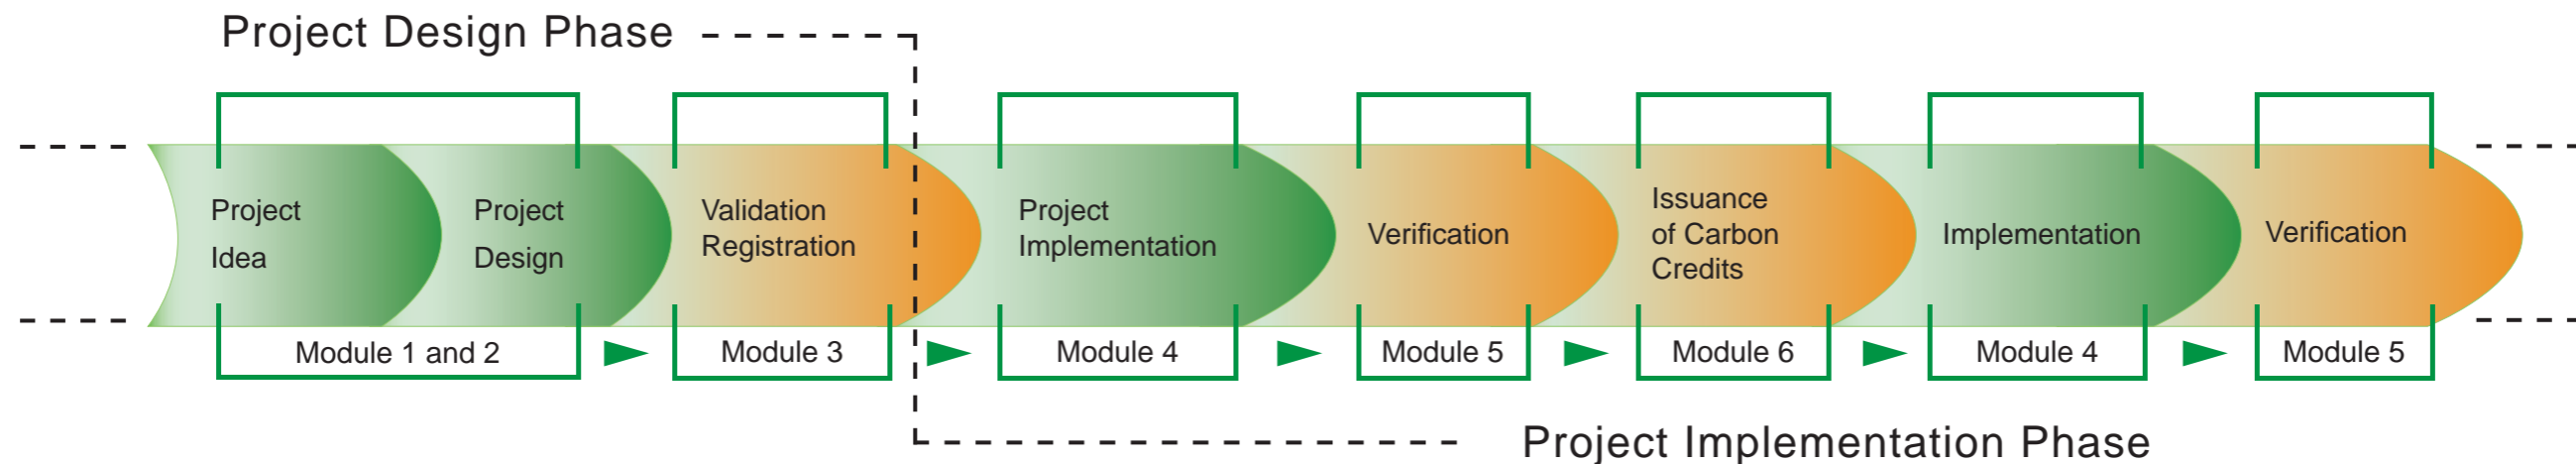 Project Design Phase
Project
Idea
Project
Design
Validation
Registration
Project
Implementation
Verification
Issuance
of Carbon
Credits
Implementation
Verification
Module 1 and 2
Module 3
Module 4
Module 5
Module 6
Module 4
Module 5
Project Implementation Phase